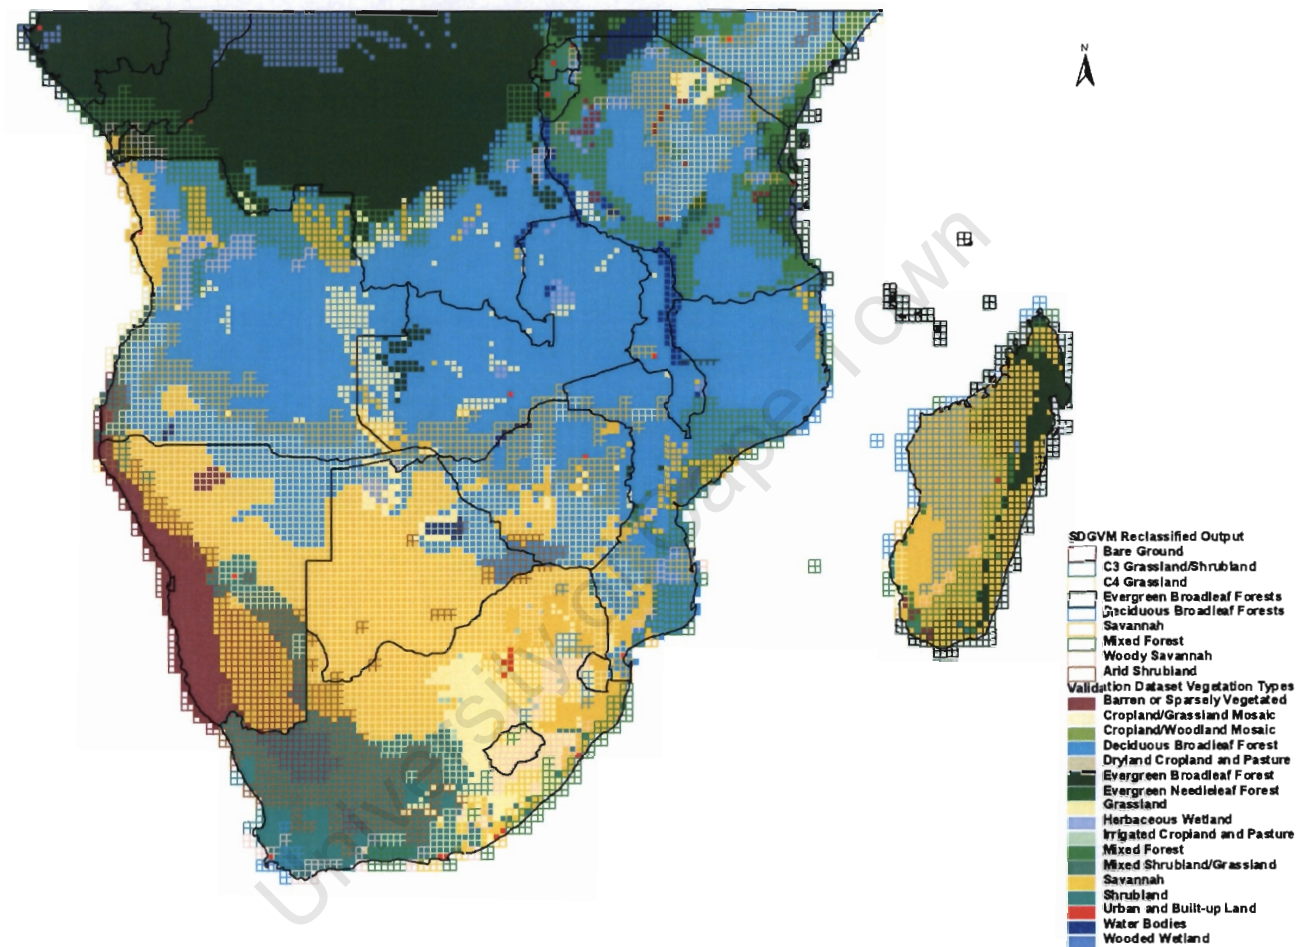 N
University of Cape Town
SDGVM Reclassified Output
Bare Ground
C3 Grassland/Shrubland
C4 Grassland
Evergreen Broadleaf Forests
Deciduous Broadleaf Forests
Savannah
Mixed Forest
Woody Savannah
Arid Shrubland
Validation Dataset Vegetation Types
Barren or Sparsely Vegetated
Cropland/Grassland Mosaic
Cropland/Woodland Mosaic
Deciduous Broadleaf Forest
Dryland Cropland and Pasture
Evergreen Broadleaf Forest
Evergreen Needleleaf Forest
Grassland
Herbaceous Wetland
Irrigated Cropland and Pasture
Mixed Forest
Mixed Shrubland/Grassland
Savannah
Shrubland
Urban and Built-up Land
Water Bodies
Wooded Wetland